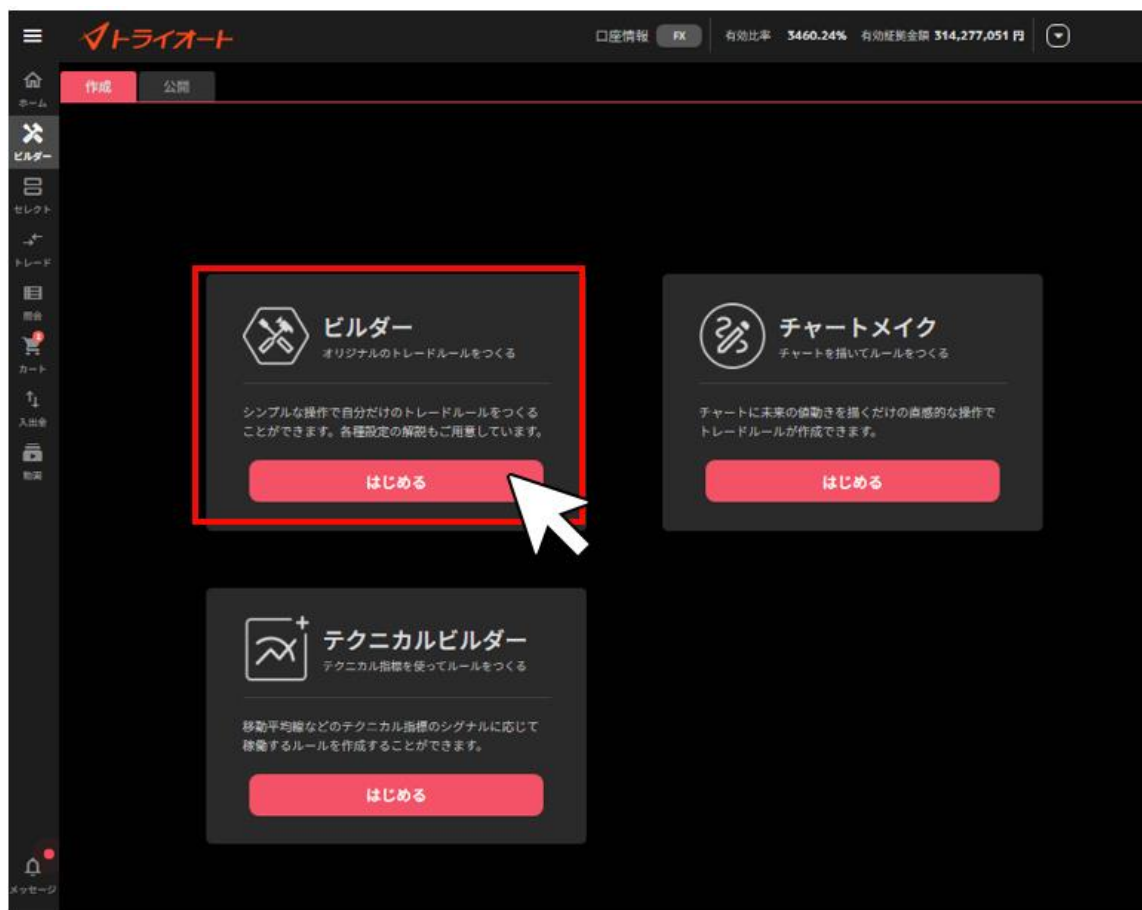 トライオート
口座情報 FX 有効比率 3460.24% 有効証拠金額 314,277,051 円
作成 公開
ホーム
ビルダー
セレクト
トレード
照会
1
カート
入出金
動画
メッセージ
ビルダー
オリジナルのトレードルールをつくる
シンプルな操作で自分だけのトレードルールをつくる
ことができます。各種設定の解説もご用意しています。
はじめる
チャートメイク
チャートを描いてルールをつくる
チャートに未来の値動きを描くだけの直感的な操作で
トレードルールが作成できます。
はじめる
テクニカルビルダー
テクニカル指標を使ってルールをつくる
移動平均線などのテクニカル指標のシグナルに応じて
稼働するルールを作成することができます。
はじめる